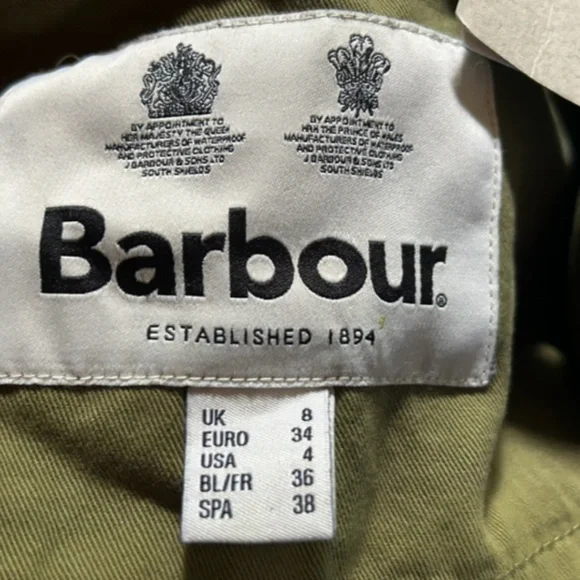 BY APPOINTMENT TO
HER MAJESTY THE QUEEN
MANUFACTURERS OF WATERPROOF
AND PROTECTIVE CLOTHING
J BARBOUR & SONS LTD
SOUTH SHIELDS
BY APPOINTMENT TO
HRH THE PRINCE OF WALES
MANUFACTURERS OF WATERPROOF
AND PROTECTIVE CLOTHING
J BARBOUR & SONS LTD
SOUTH SHIELDS
Barbour®
ESTABLISHED 1894
UK 8
EURO 34
USA 4
BL/FR 36
SPA 38